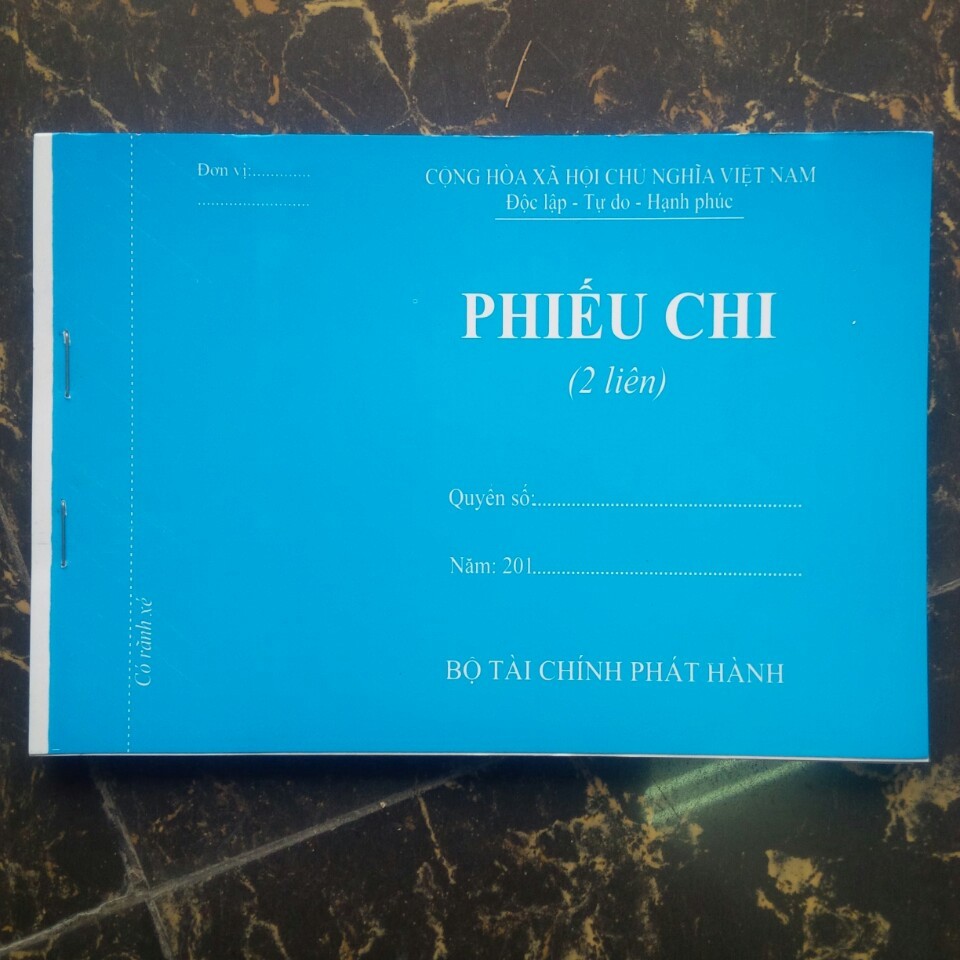 Đơn vị:............
.........................
CỘNG HÒA XÃ HỘI CHỦ NGHĨA VIỆT NAM
Độc lập - Tự do - Hạnh phúc
PHIẾU CHI
(2 liên)
Quyển số:......................................................
Năm: 201......................................................
BỘ TÀI CHÍNH PHÁT HÀNH
Có rãnh xé